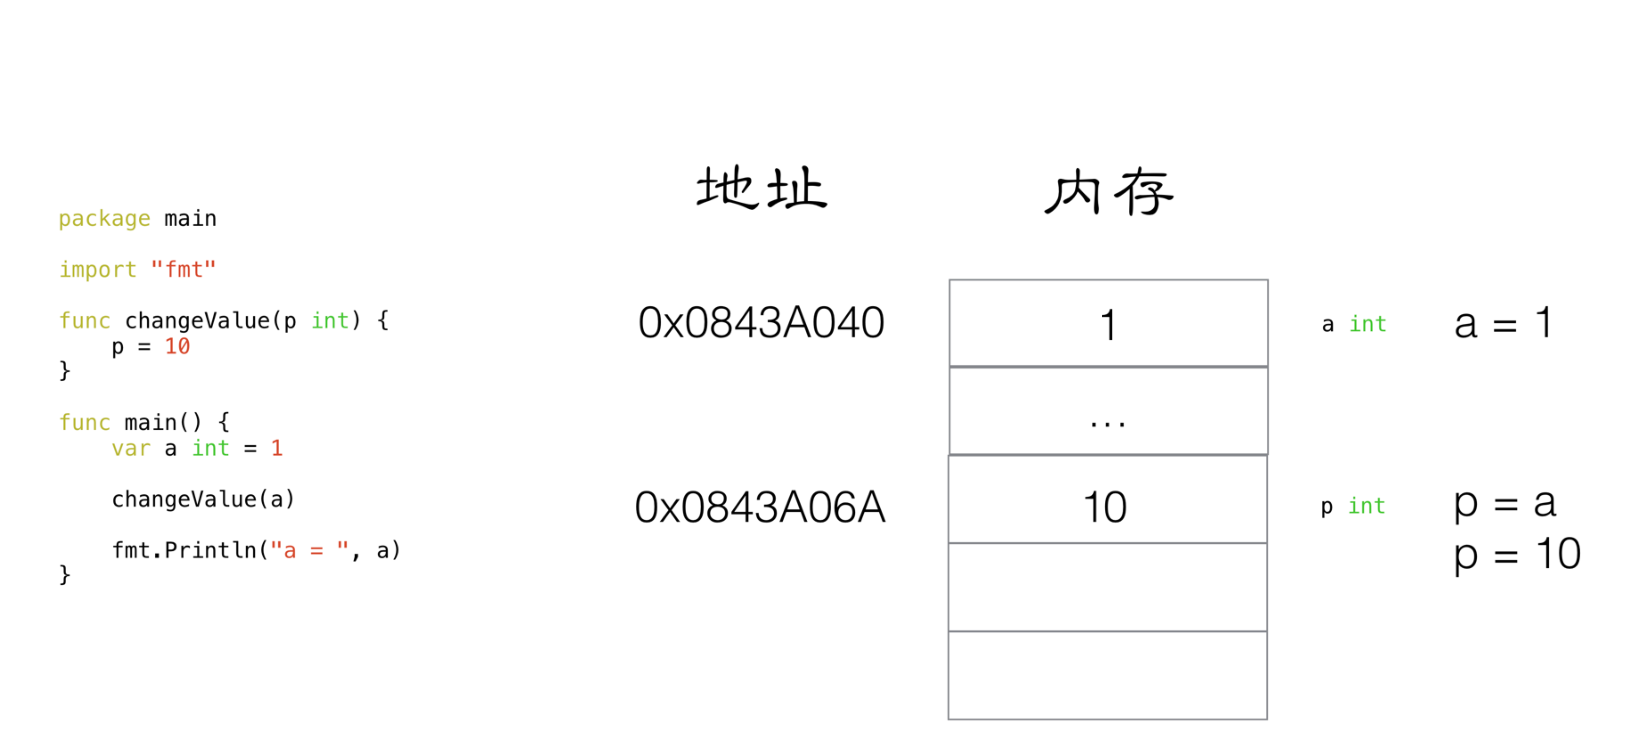 package main
import "fmt"
func changeValue(p int) {
    p = 10
}
func main() {
    var a int = 1
    changeValue(a)
    fmt.Println("a = ", a)
}
地址
内存
0x0843A040
1
a int
a = 1
...
0x0843A06A
10
p int
p = a
p = 10